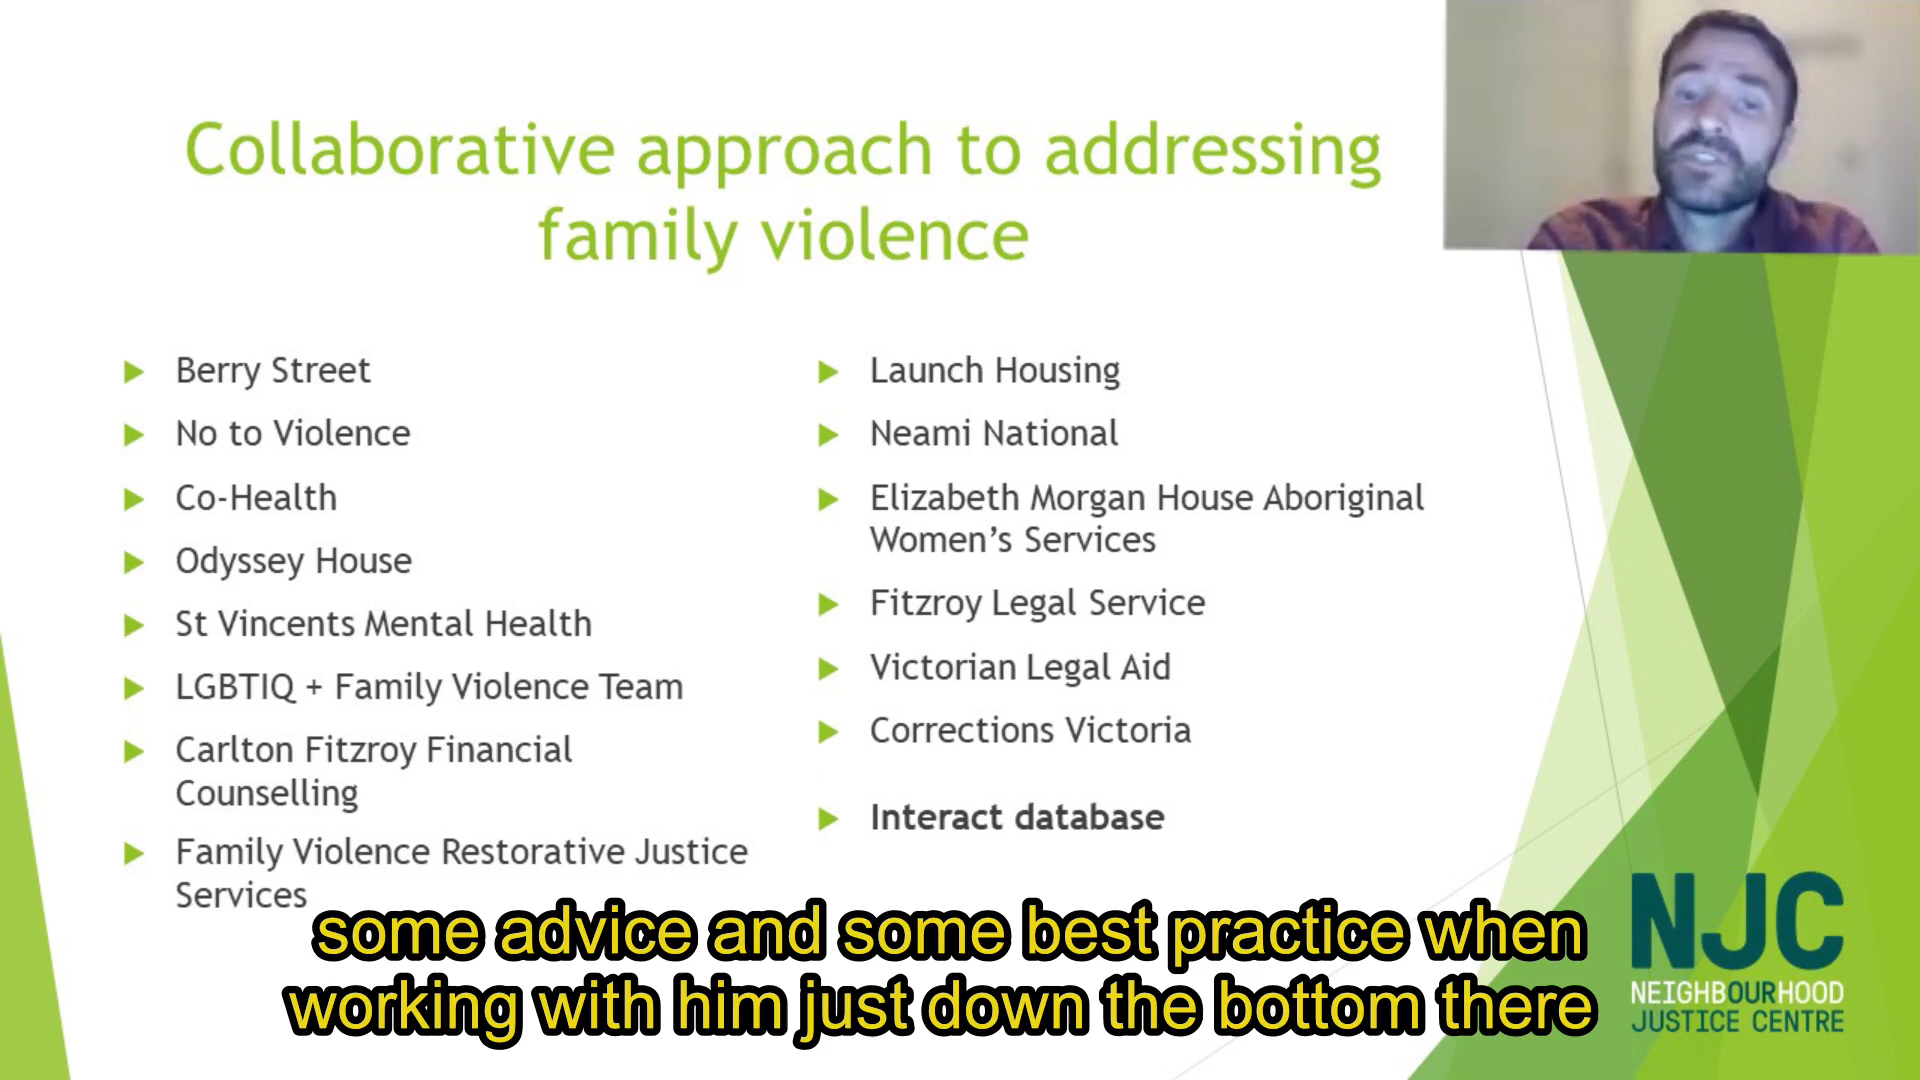 Collaborative approach to addressing
family violence
Berry Street
No to Violence
Co-Health
Odyssey House
St Vincents Mental Health
LGBTIQ + Family Violence Team
Carlton Fitzroy Financial
Counselling
Family Violence Restorative Justice
Services
Launch Housing
Neami National
Elizabeth Morgan House Aboriginal
Women’s Services
Fitzroy Legal Service
Victorian Legal Aid
Corrections Victoria
Interact database
some advice and some best practice when
working with him just down the bottom there
NJC
NEIGHBOURHOOD
JUSTICE CENTRE